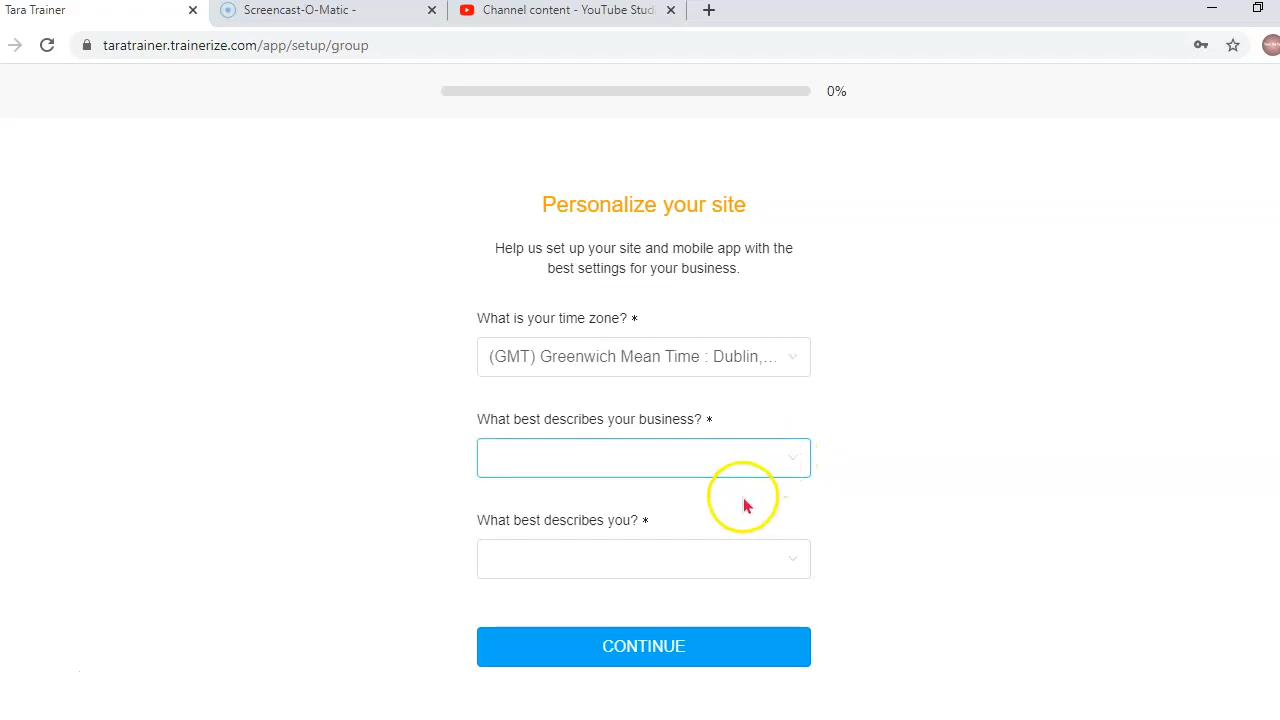 Tara Trainer
Screencast-O-Matic -
Channel content - YouTube Stud
taratrainer.trainerize.com/app/setup/group
0%
Personalize your site
Help us set up your site and mobile app with the
best settings for your business.
What is your time zone? *
(GMT) Greenwich Mean Time : Dublin,...
What best describes your business? *
What best describes you? *
CONTINUE